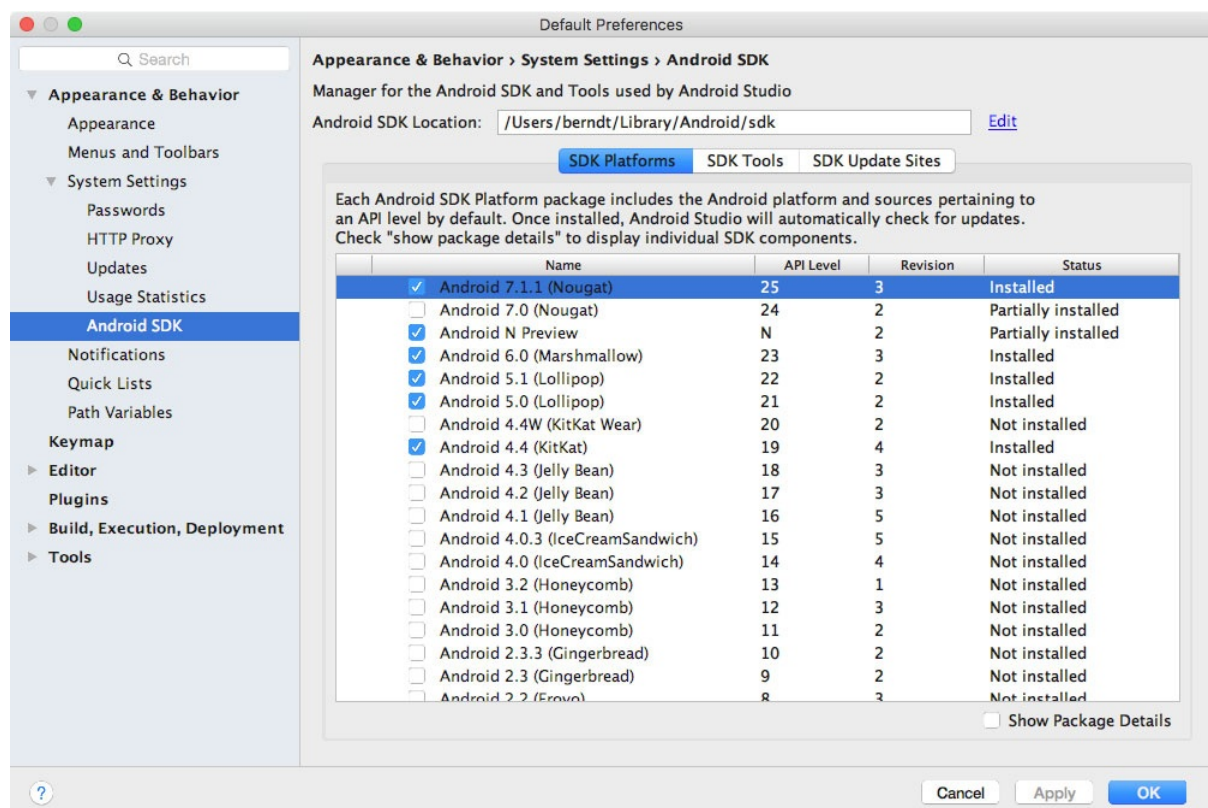 Default Preferences
Search
Appearance & Behavior
Appearance
Menus and Toolbars
System Settings
Passwords
HTTP Proxy
Updates
Usage Statistics
Android SDK
Notifications
Quick Lists
Path Variables
Keymap
Editor
Plugins
Build, Execution, Deployment
Tools
Appearance & Behavior › System Settings › Android SDK
Manager for the Android SDK and Tools used by Android Studio
Android SDK Location: /Users/berndt/Library/Android/sdk Edit
SDK Platforms SDK Tools SDK Update Sites
Each Android SDK Platform package includes the Android platform and sources pertaining to
an API level by default. Once installed, Android Studio will automatically check for updates.
Check "show package details" to display individual SDK components.
Name API Level Revision Status
Android 7.1.1 (Nougat) 25 3 Installed
Android 7.0 (Nougat) 24 2 Partially installed
Android N Preview N 2 Partially installed
Android 6.0 (Marshmallow) 23 3 Installed
Android 5.1 (Lollipop) 22 2 Installed
Android 5.0 (Lollipop) 21 2 Installed
Android 4.4W (KitKat Wear) 20 2 Not installed
Android 4.4 (KitKat) 19 4 Installed
Android 4.3 (Jelly Bean) 18 3 Not installed
Android 4.2 (Jelly Bean) 17 3 Not installed
Android 4.1 (Jelly Bean) 16 5 Not installed
Android 4.0.3 (IceCreamSandwich) 15 5 Not installed
Android 4.0 (IceCreamSandwich) 14 4 Not installed
Android 3.2 (Honeycomb) 13 1 Not installed
Android 3.1 (Honeycomb) 12 3 Not installed
Android 3.0 (Honeycomb) 11 2 Not installed
Android 2.3.3 (Gingerbread) 10 2 Not installed
Android 2.3 (Gingerbread) 9 2 Not installed
Android 2.2 (Froyo) 8 3 Not installed
Show Package Details
? Cancel Apply OK